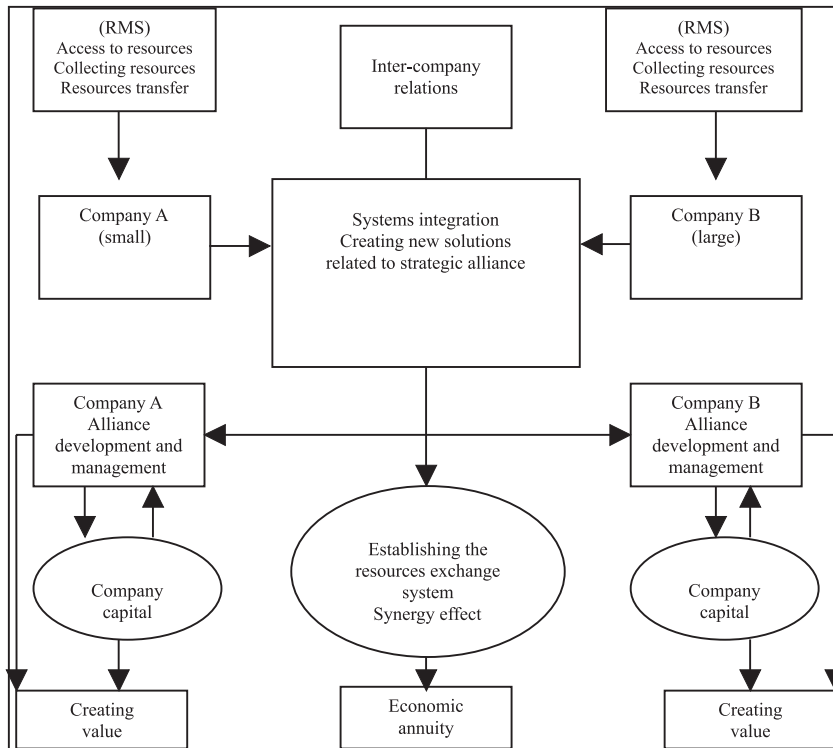 (RMS)
Access to resources
Collecting resources
Resources transfer
Inter-company
relations
(RMS)
Access to resources
Collecting resources
Resources transfer
Company A
(small)
Systems integration
Creating new solutions
related to strategic alliance
Company B
(large)
Company A
Alliance
development and
management
Company B
Alliance
development and
management
Company
capital
Establishing the
resources exchange
system
Synergy effect
Company
capital
Creating
value
Economic
annuity
Creating
value